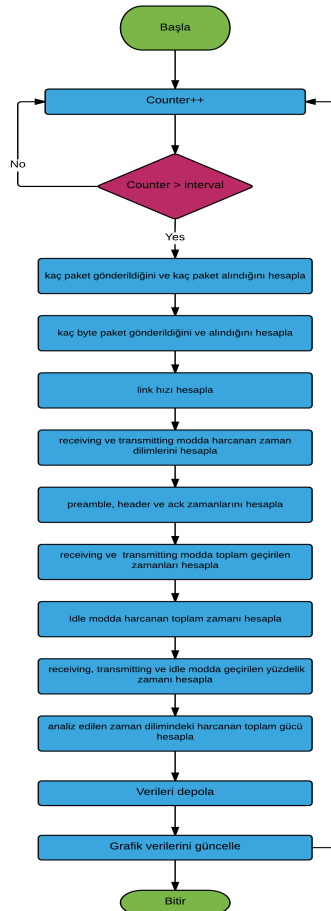 Başla
Counter++
No
Counter > interval
Yes
kaç paket gönderildiğini ve kaç paket alındığını hesapla
kaç byte paket gönderildiğini ve alındığını hesapla
link hızı hesapla
receiving ve transmitting modda harcanan zaman
dilimlerini hesapla
preamble, header ve ack zamanlarını hesapla
receiving ve transmitting modda toplam geçirilen
zamanları hesapla
Idle modda harcanan toplam zamanı hesapla
receiving, transmitting ve idle modda geçirilen yüzdelik
zamanı hesapla
analiz edilen zaman dilimindeki harcanan toplam gücü
hesapla
Verileri depola
Grafik verilerini güncelle
Bitir